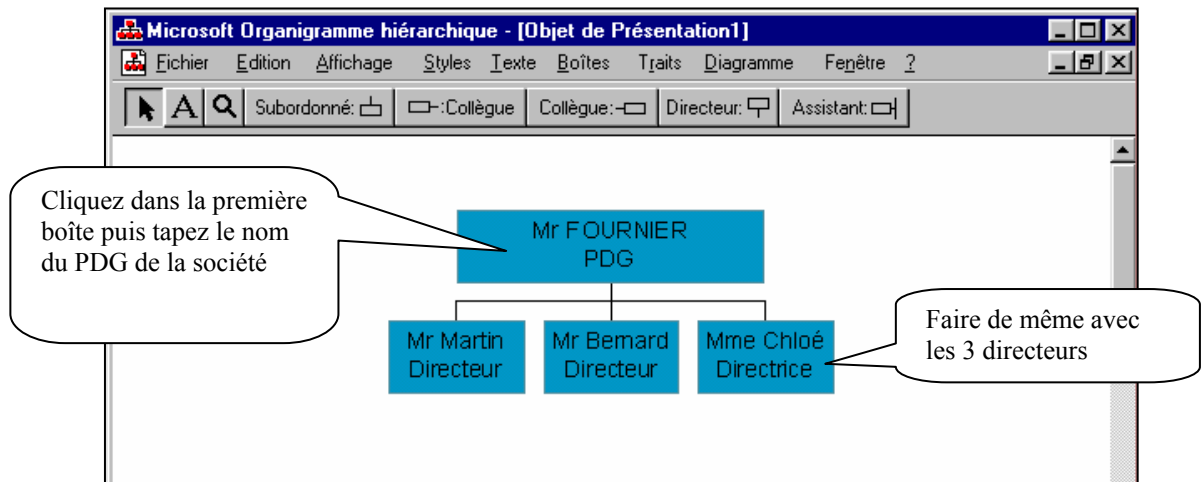 Microsoft Organigramme hiérarchique - [Objet de Présentation1]
Fichier Edition Affichage Styles Texte Boîtes Traits Diagramme Fenêtre ?
A Subordonné: :Collègue Collègue: Directeur: Assistant:
Cliquez dans la première
boîte puis tapez le nom
du PDG de la société
Mr FOURNIER
PDG
Mr Martin
Directeur
Mr Bernard
Directeur
Mme Chloé
Directrice
Faire de même avec
les 3 directeurs